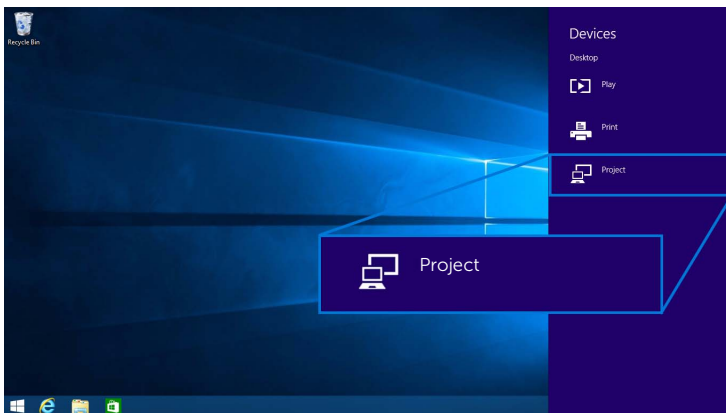 Recycle Bin
Devices
Desktop
Play
Print
Project
Project